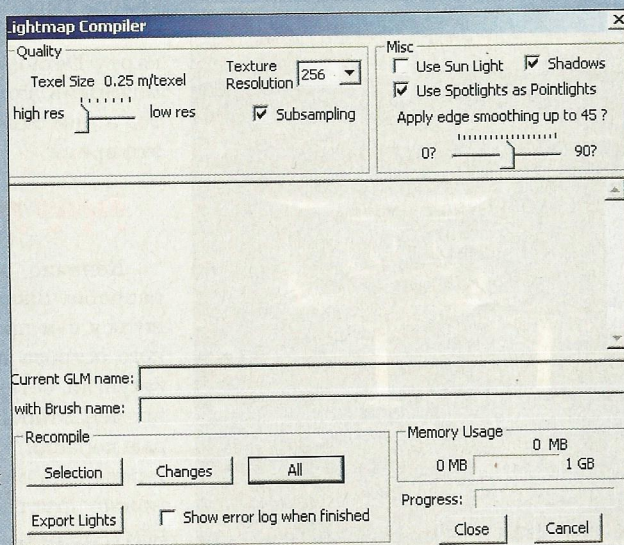 Lightmap Compiler
Quality
Texel Size 0.25 m/texel
high res
low res
Texture
Resolution
256
Subsampling
Misc
Use Sun Light
Shadows
Use Spotlights as Pointlights
Apply edge smoothing up to 45 ?
0?
90?
Current GLM name:
with Brush name:
Recompile
Selection
Changes
All
Export Lights
Show error log when finished
Memory Usage
0 MB
0 MB
1 GB
Progress:
Close
Cancel